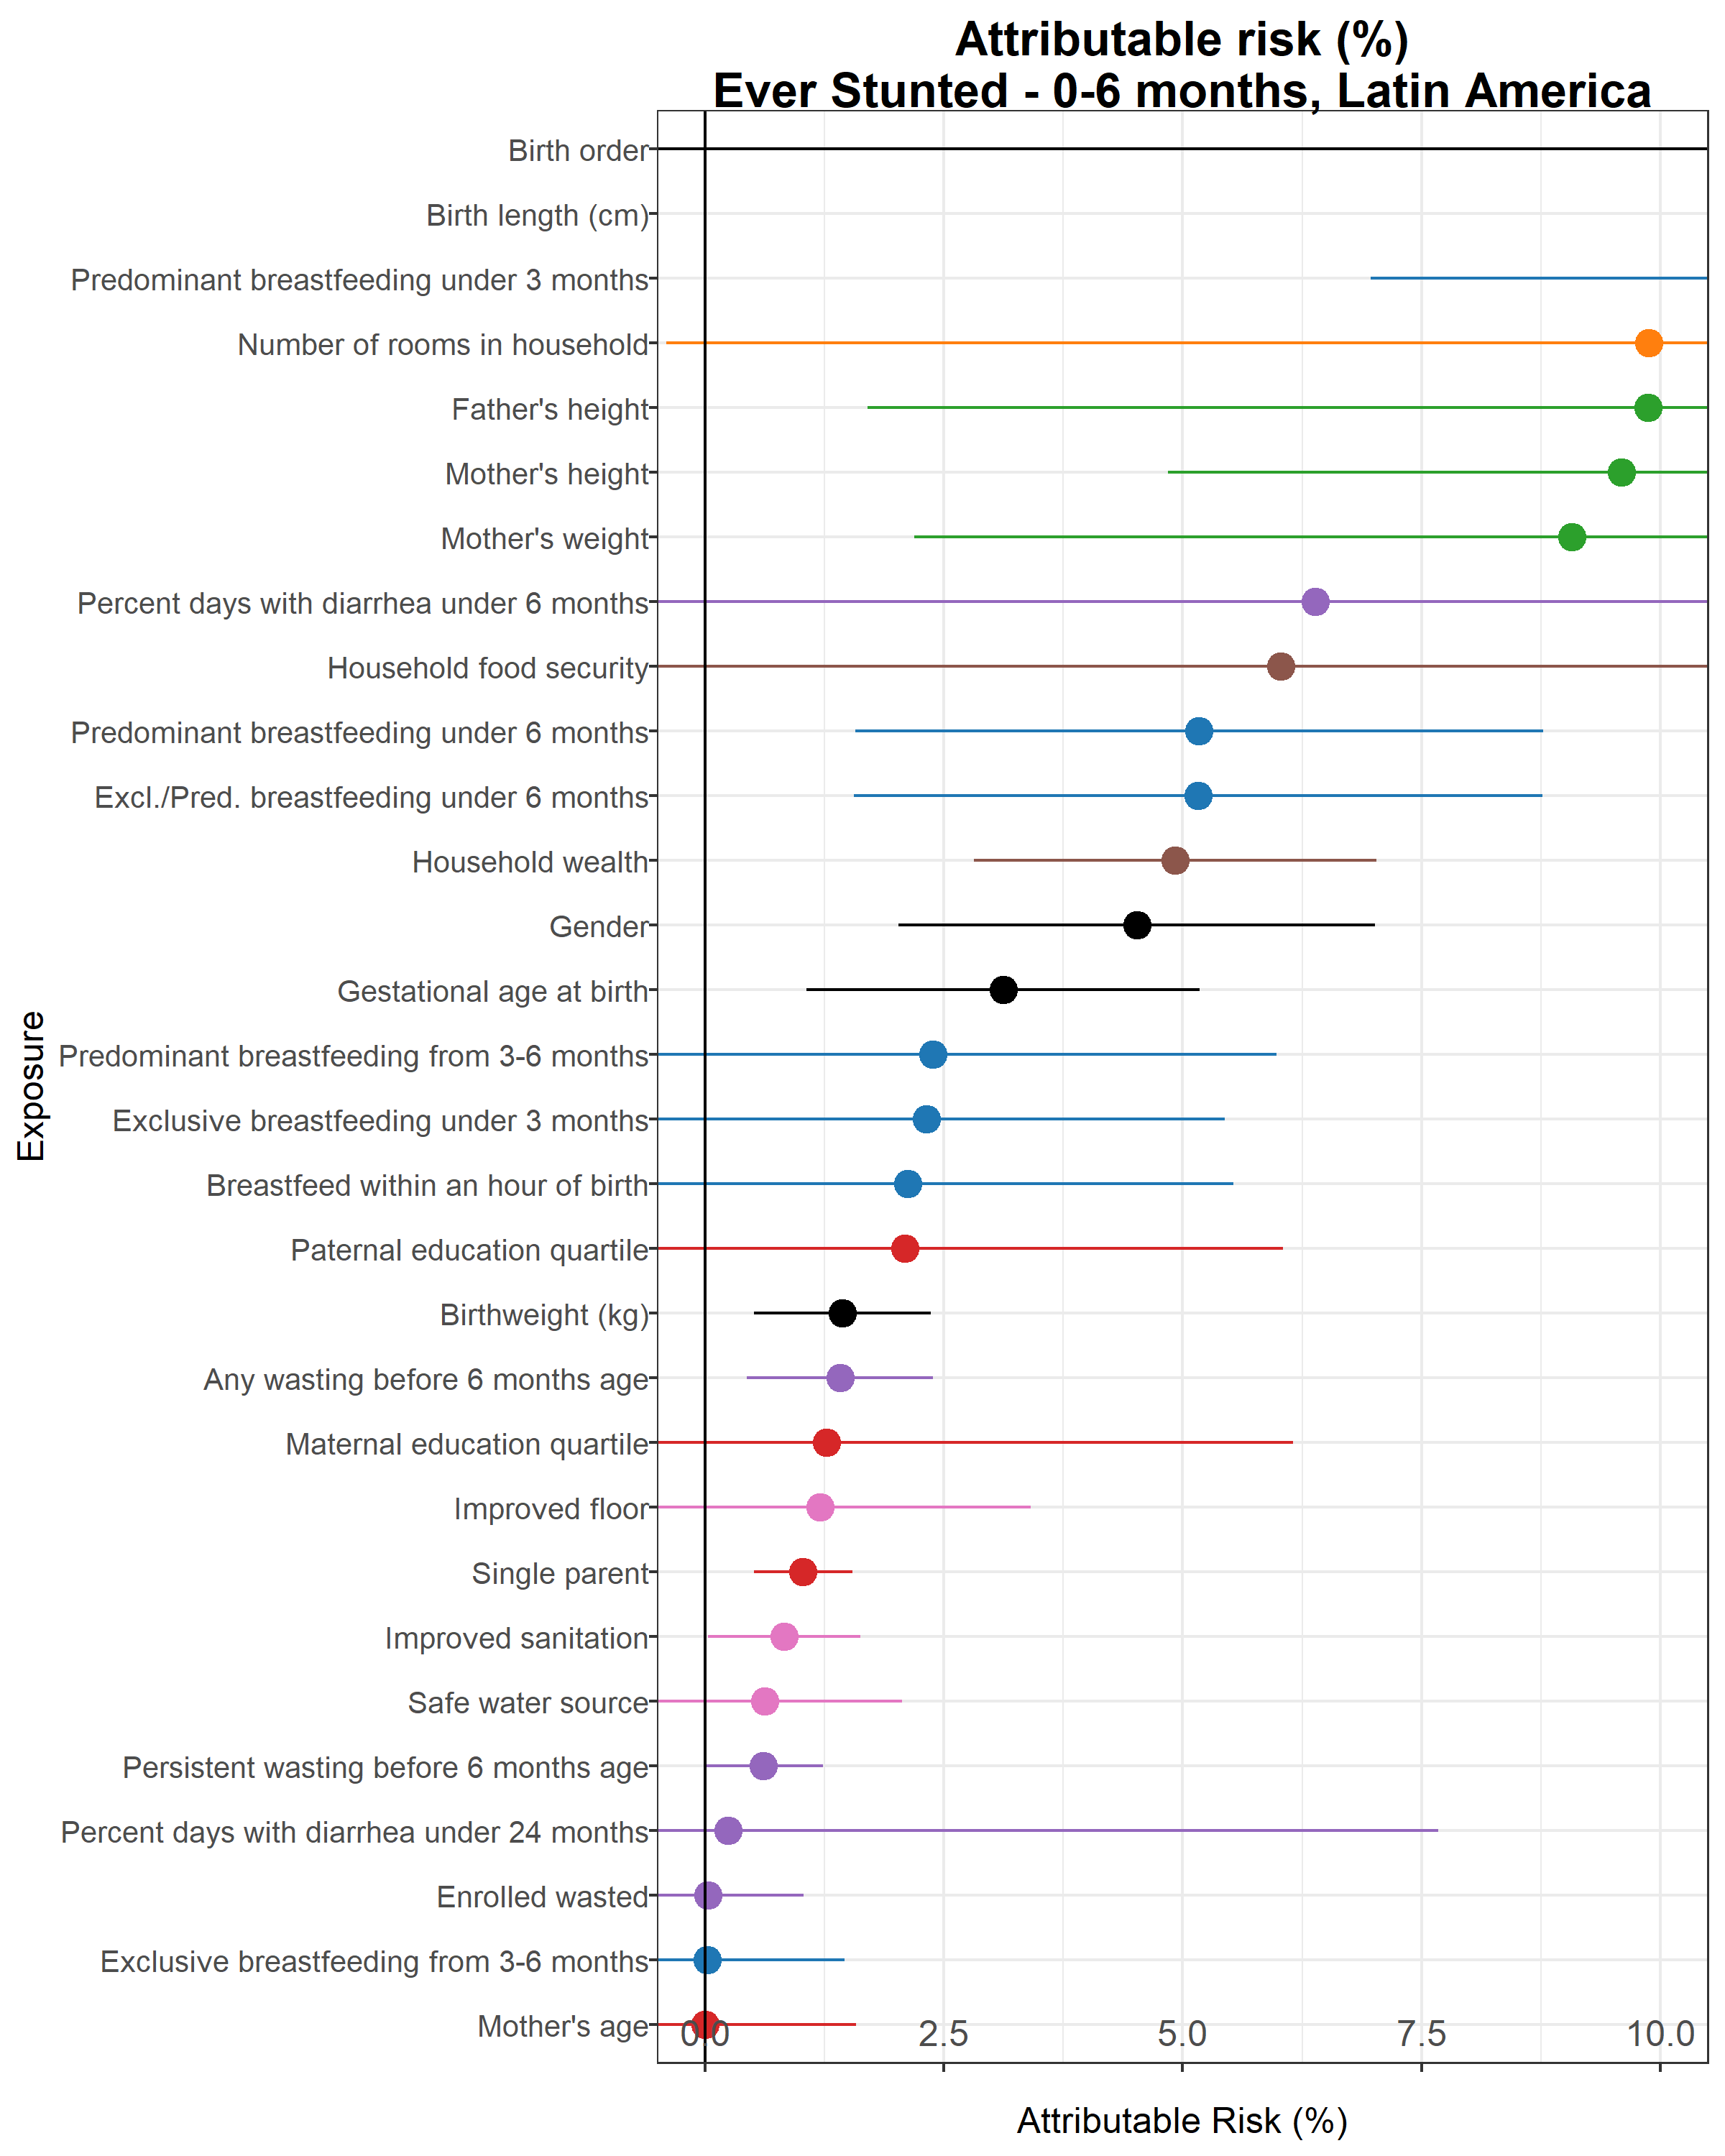 Attributable risk (%)
Ever Stunted - 0-6 months, Latin America
Birth order
Birth length (cm)
Predominant breastfeeding under 3 months
Number of rooms in household
Father's height
Mother's height
Mother's weight
Percent days with diarrhea under 6 months
Household food security
Predominant breastfeeding under 6 months
Excl./Pred. breastfeeding under 6 months
Household wealth
Gender
Gestational age at birth
Predominant breastfeeding from 3-6 months
Exclusive breastfeeding under 3 months
Breastfeed within an hour of birth
Paternal education quartile
Birthweight (kg)
Any wasting before 6 months age
Maternal education quartile
Improved floor
Single parent
Improved sanitation
Safe water source
Persistent wasting before 6 months age
Percent days with diarrhea under 24 months
Enrolled wasted
Exclusive breastfeeding from 3-6 months
Mother's age
Exposure
0.0 2.5 5.0 7.5 10.0
Attributable Risk (%)